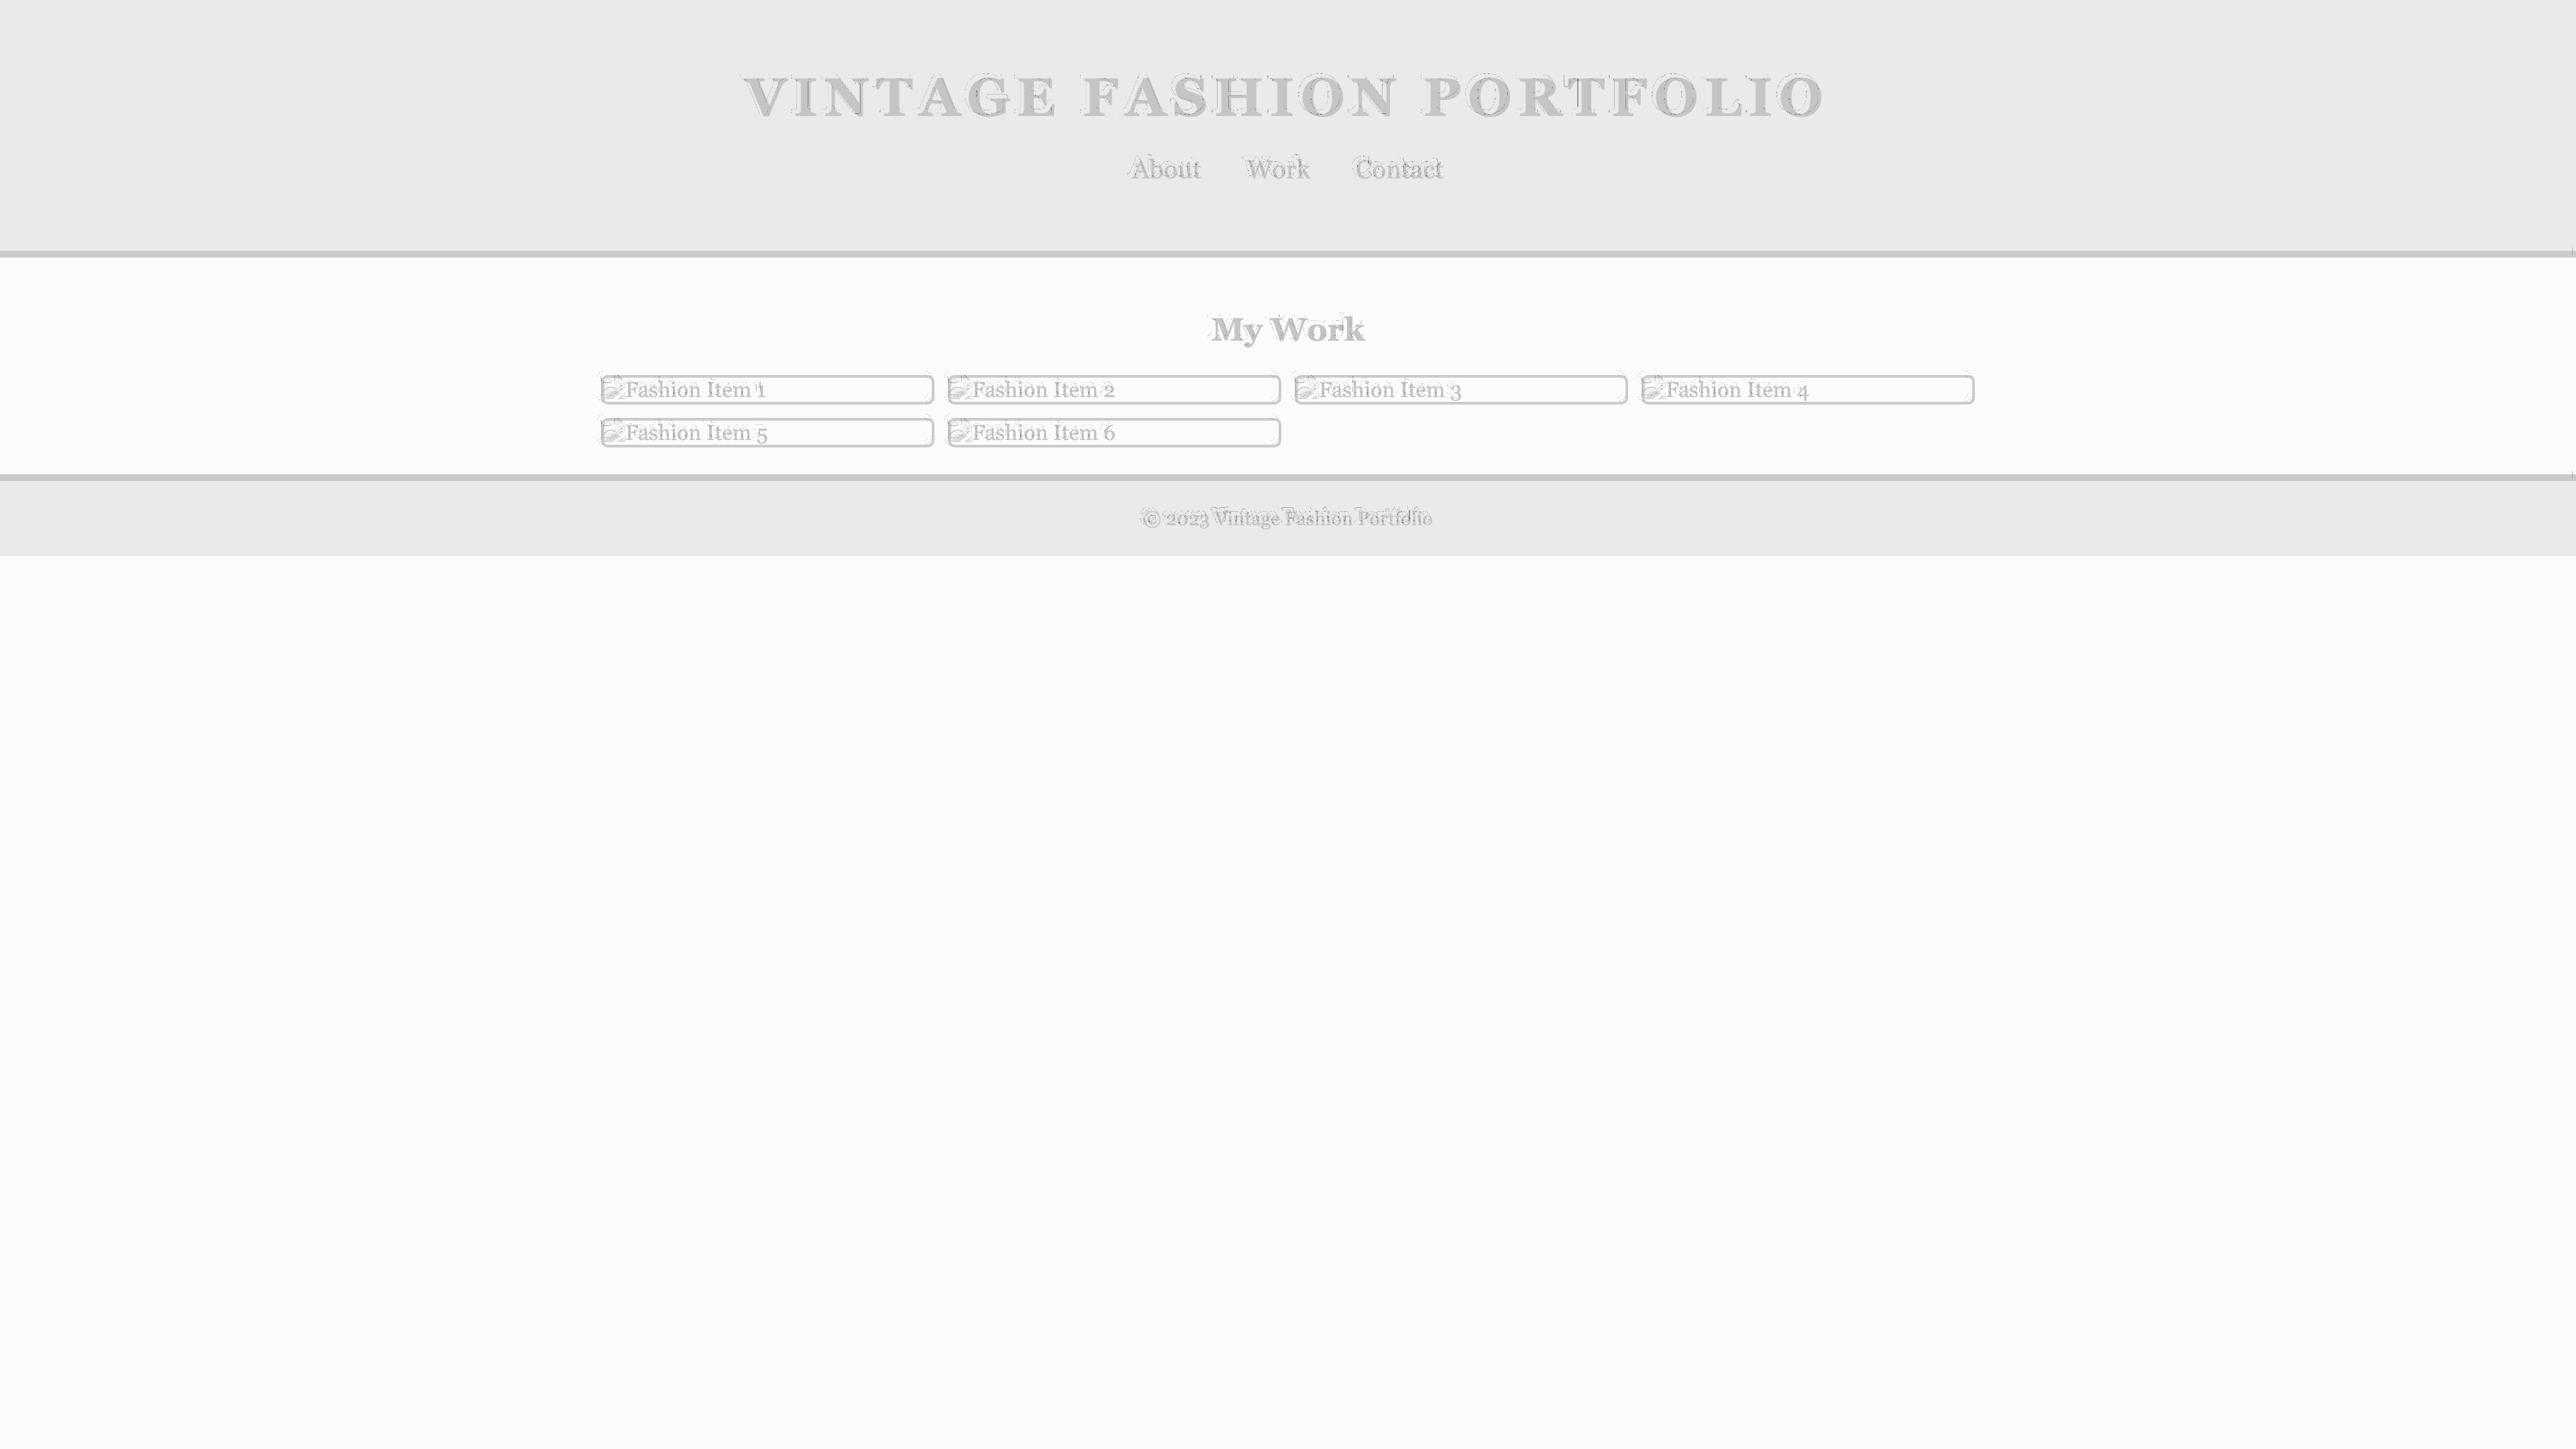 VINTAGE FASHION PORTFOLIO
About Work Contact
My Work
Fashion Item 1 Fashion Item 2 Fashion Item 3 Fashion Item 4
Fashion Item 5 Fashion Item 6
© 2023 Vintage Fashion Portfolio